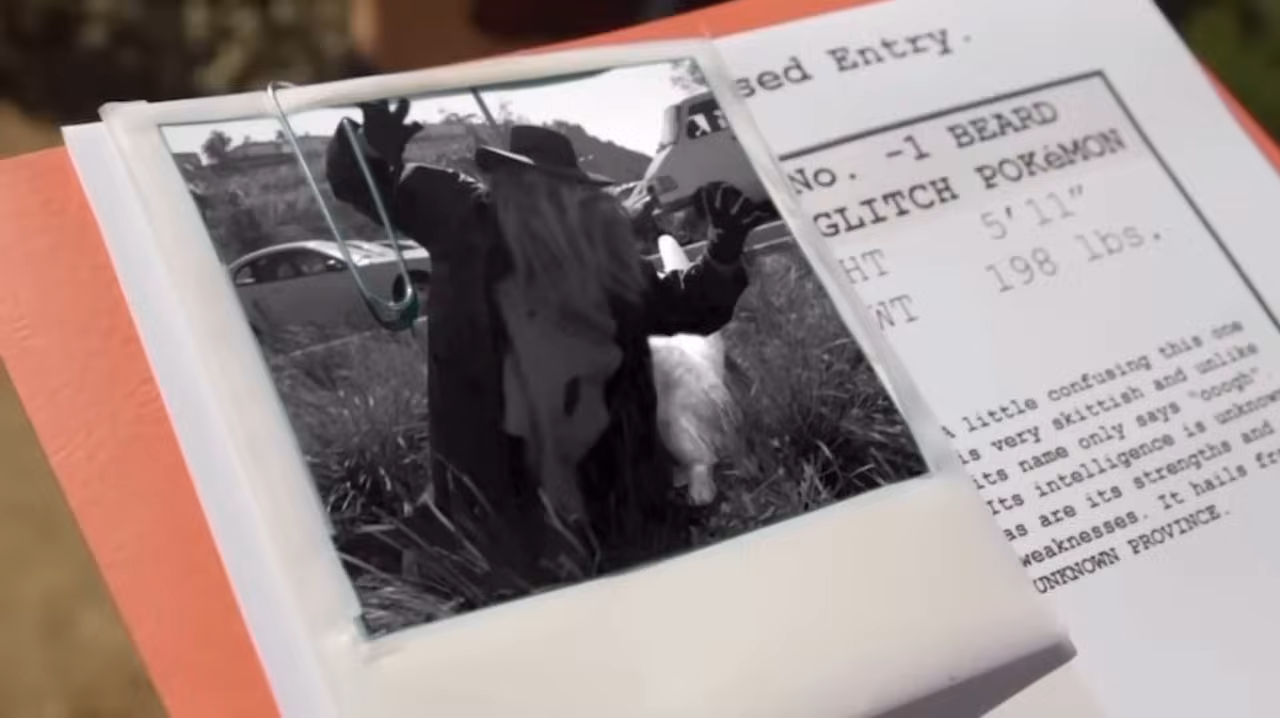 sed Entry.
No. -1 BEARD
GLITCH POKéMON
HT 5'11"
WT 198 lbs.
A little confusing this one
is very skittish and unlike
its name only says "ooogh".
Its intelligence is unknown
as are its strengths and
weaknesses. It hails fr
UNKNOWN PROVINCE.